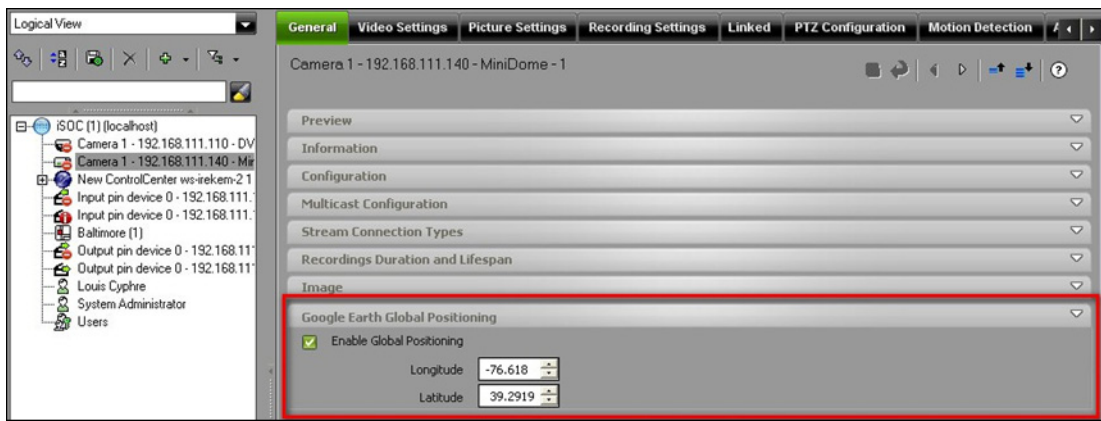 Logical View
General Video Settings Picture Settings Recording Settings Linked PTZ Configuration Motion Detection
Camera 1 - 192.168.111.140 - MiniDome - 1
iSOC (1) (localhost)
Camera 1 - 192.168.111.110 - DV
Camera 1 - 192.168.111.140 - Mir
New ControlCenter ws-irekem-2 1
Input pin device 0 - 192.168.111.
Input pin device 0 - 192.168.111.
Baltimore (1)
Output pin device 0 - 192.168.11
Output pin device 0 - 192.168.11
Louis Cyphre
System Administrator
Users
Preview
Information
Configuration
Multicast Configuration
Stream Connection Types
Recordings Duration and Lifespan
Image
Google Earth Global Positioning
Enable Global Positioning
Longitude -76.618
Latitude 39.2919